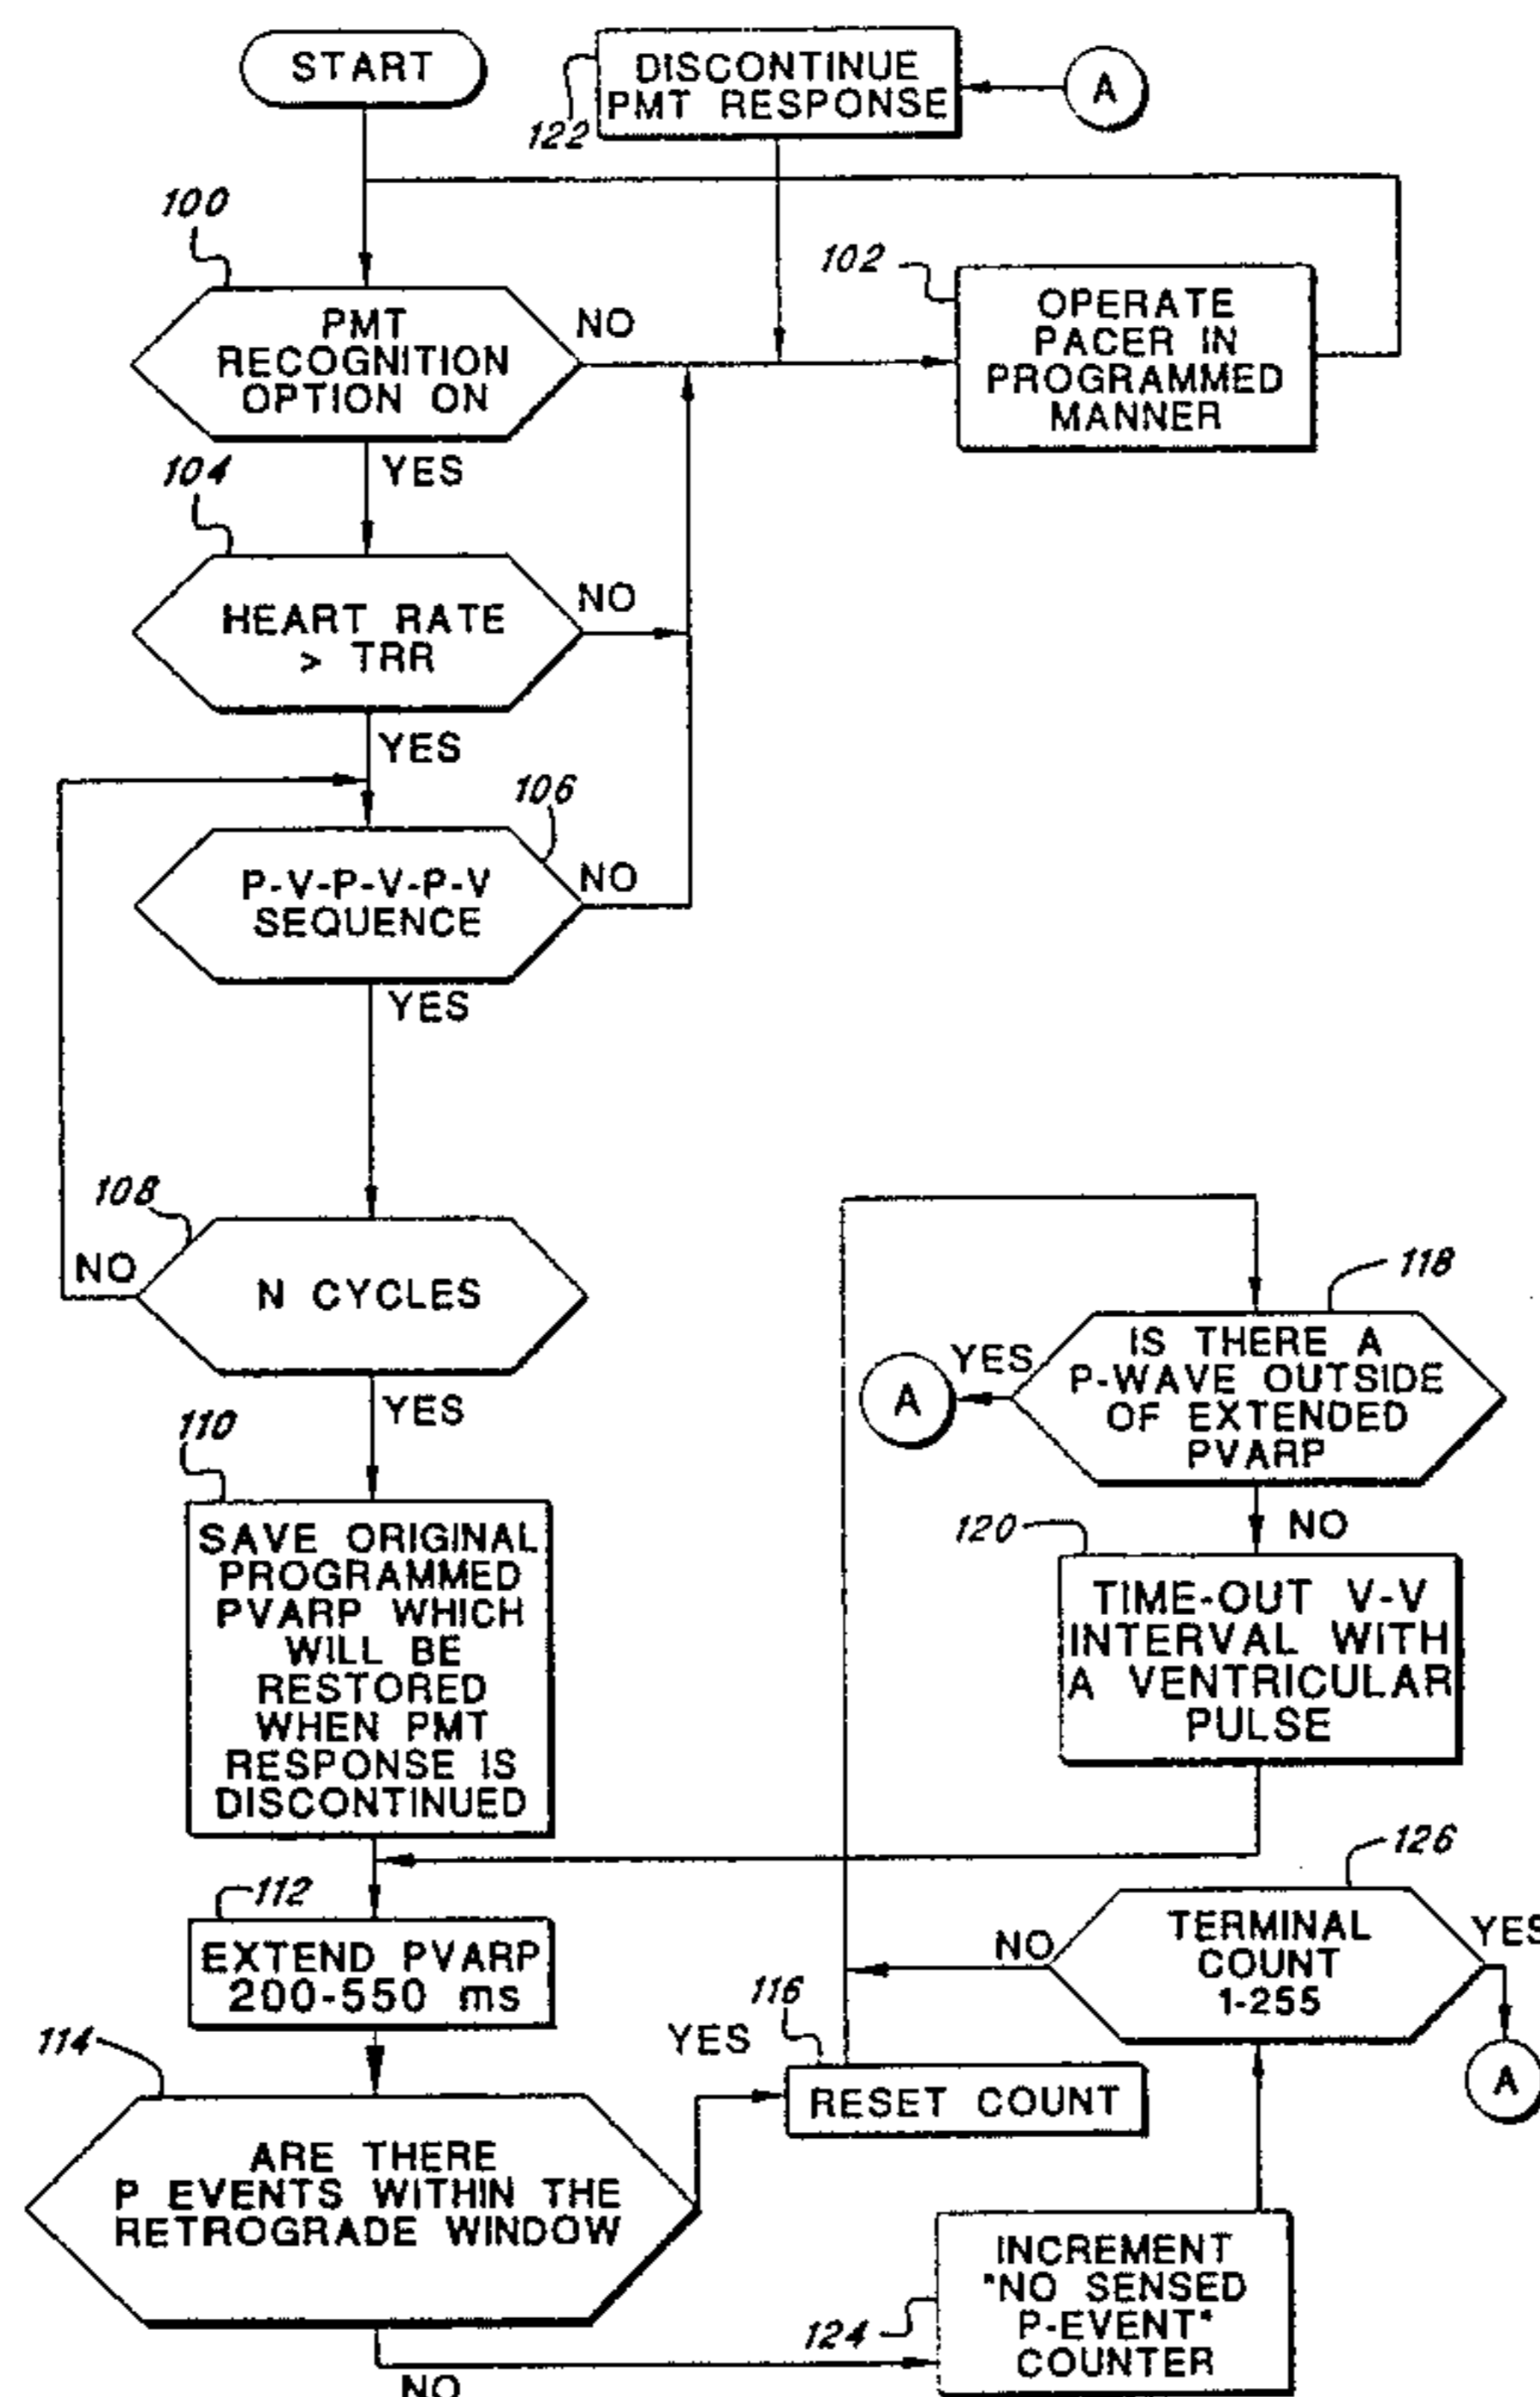 START
DISCONTINUE
PMT RESPONSE
A
122
100
PMT
RECOGNITION
OPTION ON
NO
102
OPERATE
PACER IN
PROGRAMMED
MANNER
YES
104
HEART RATE
> TRR
NO
YES
106
P-V-P-V-P-V
SEQUENCE
NO
YES
108
NO
N CYCLES
YES
118
IS THERE A
P-WAVE OUTSIDE
OF EXTENDED
PVARP
YES
A
NO
110
SAVE ORIGINAL
PROGRAMMED
PVARP WHICH
WILL BE
RESTORED
WHEN PMT
RESPONSE IS
DISCONTINUED
120
TIME-OUT V-V
INTERVAL WITH
A VENTRICULAR
PULSE
126
TERMINAL
COUNT
1-255
NO
YES
A
112
EXTEND PVARP
200-550 ms
116
YES
RESET COUNT
114
ARE THERE
P EVENTS WITHIN THE
RETROGRADE WINDOW
NO
124
INCREMENT
"NO SENSED
P-EVENT"
COUNTER